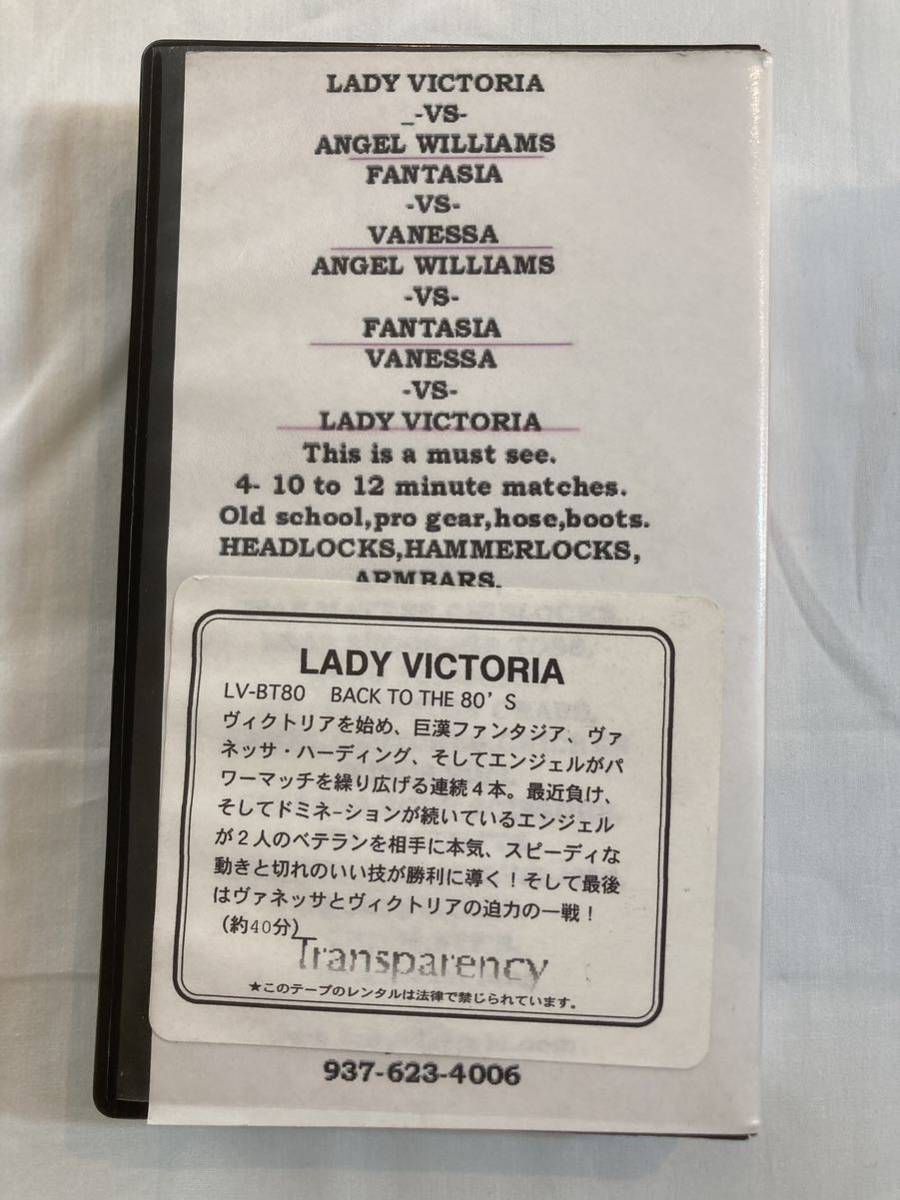 LADY VICTORIA
_-VS-
ANGEL WILLIAMS
FANTASIA
-VS-
VANESSA
ANGEL WILLIAMS
-VS-
FANTASIA
VANESSA
-VS-
LADY VICTORIA
This is a must see.
4- 10 to 12 minute matches.
Old school,pro gear,hose,boots.
HEADLOCKS,HAMMERLOCKS,
ARMBARS.
LADY VICTORIA
LV-BT80 BACK TO THE 80'S
ヴィクトリアを始め、巨漢ファンタジア、ヴァ
ネッサ・ハーディング、そしてエンジェルがパ
ワーマッチを繰り広げる連続4本。最近負け、
そしてドミネ-ションが続いているエンジェル
が2人のベテランを相手に本気、スピーディな
動きと切れのいい技が勝利に導く!そして最後
はヴァネッサとヴィクトリアの迫力の一戦!
(約40分)
Transparency
★このテープのレンタルは法律で禁じられています。
937-623-4006